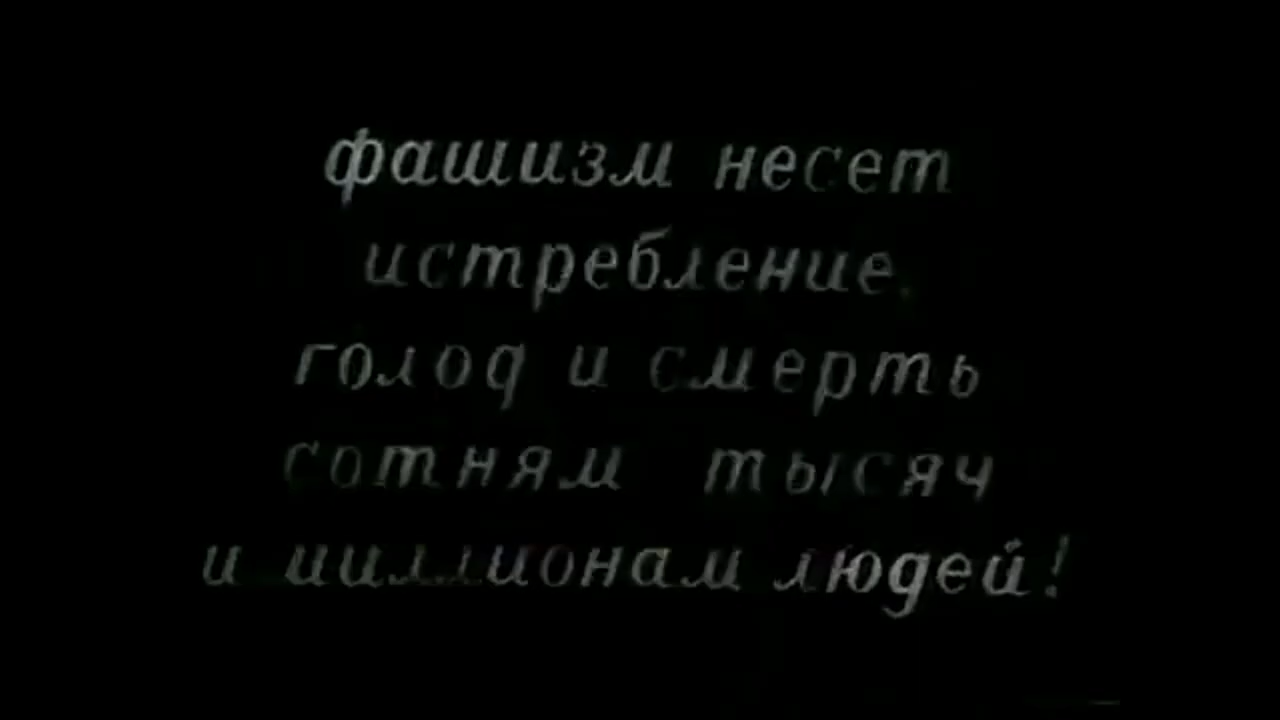 фашизм несет
истребление,
голод и смерть
сотням тысяч
и миллионам людей!